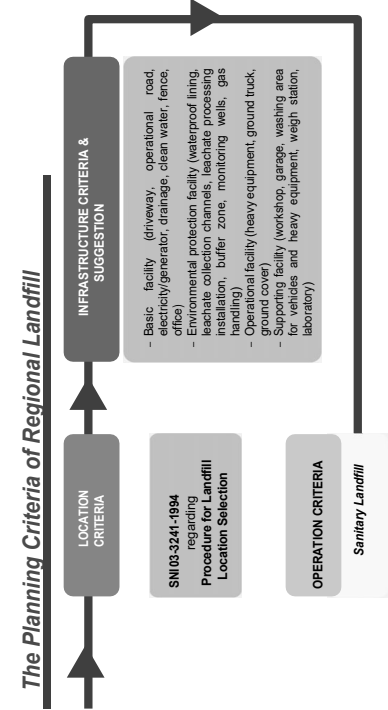 The Planning Criteria of Regional Landfill
LOCATION
CRITERIA
SNI 03-3241-1994
regarding
Procedure for Landfill
Location Selection
INFRASTRUCTURE CRITERIA &
SUGGESTION
- Basic facility (driveway, operational road,
electricity/generator, drainage, clean water, fence,
office)
- Environmental protection facility (waterproof lining,
leachate collection channels, leachate processing
installation, buffer zone, monitoring wells, gas
handling)
- Operational facility (heavy equipment, ground truck,
ground cover)
- Supporting facility (workshop, garage, washing area
for vehicles and heavy equipment, weigh station,
laboratory)
OPERATION CRITERIA
Sanitary Landfill